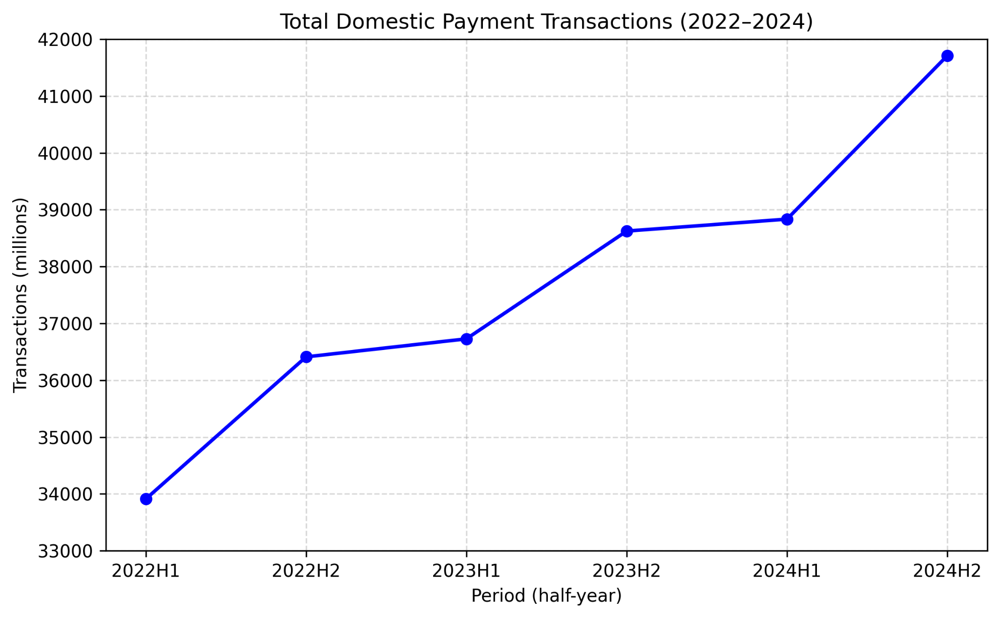 Total Domestic Payment Transactions (2022–2024)
42000
41000
40000
39000
38000
37000
36000
35000
34000
33000
Transactions (millions)
2022H1 2022H2 2023H1 2023H2 2024H1 2024H2
Period (half-year)